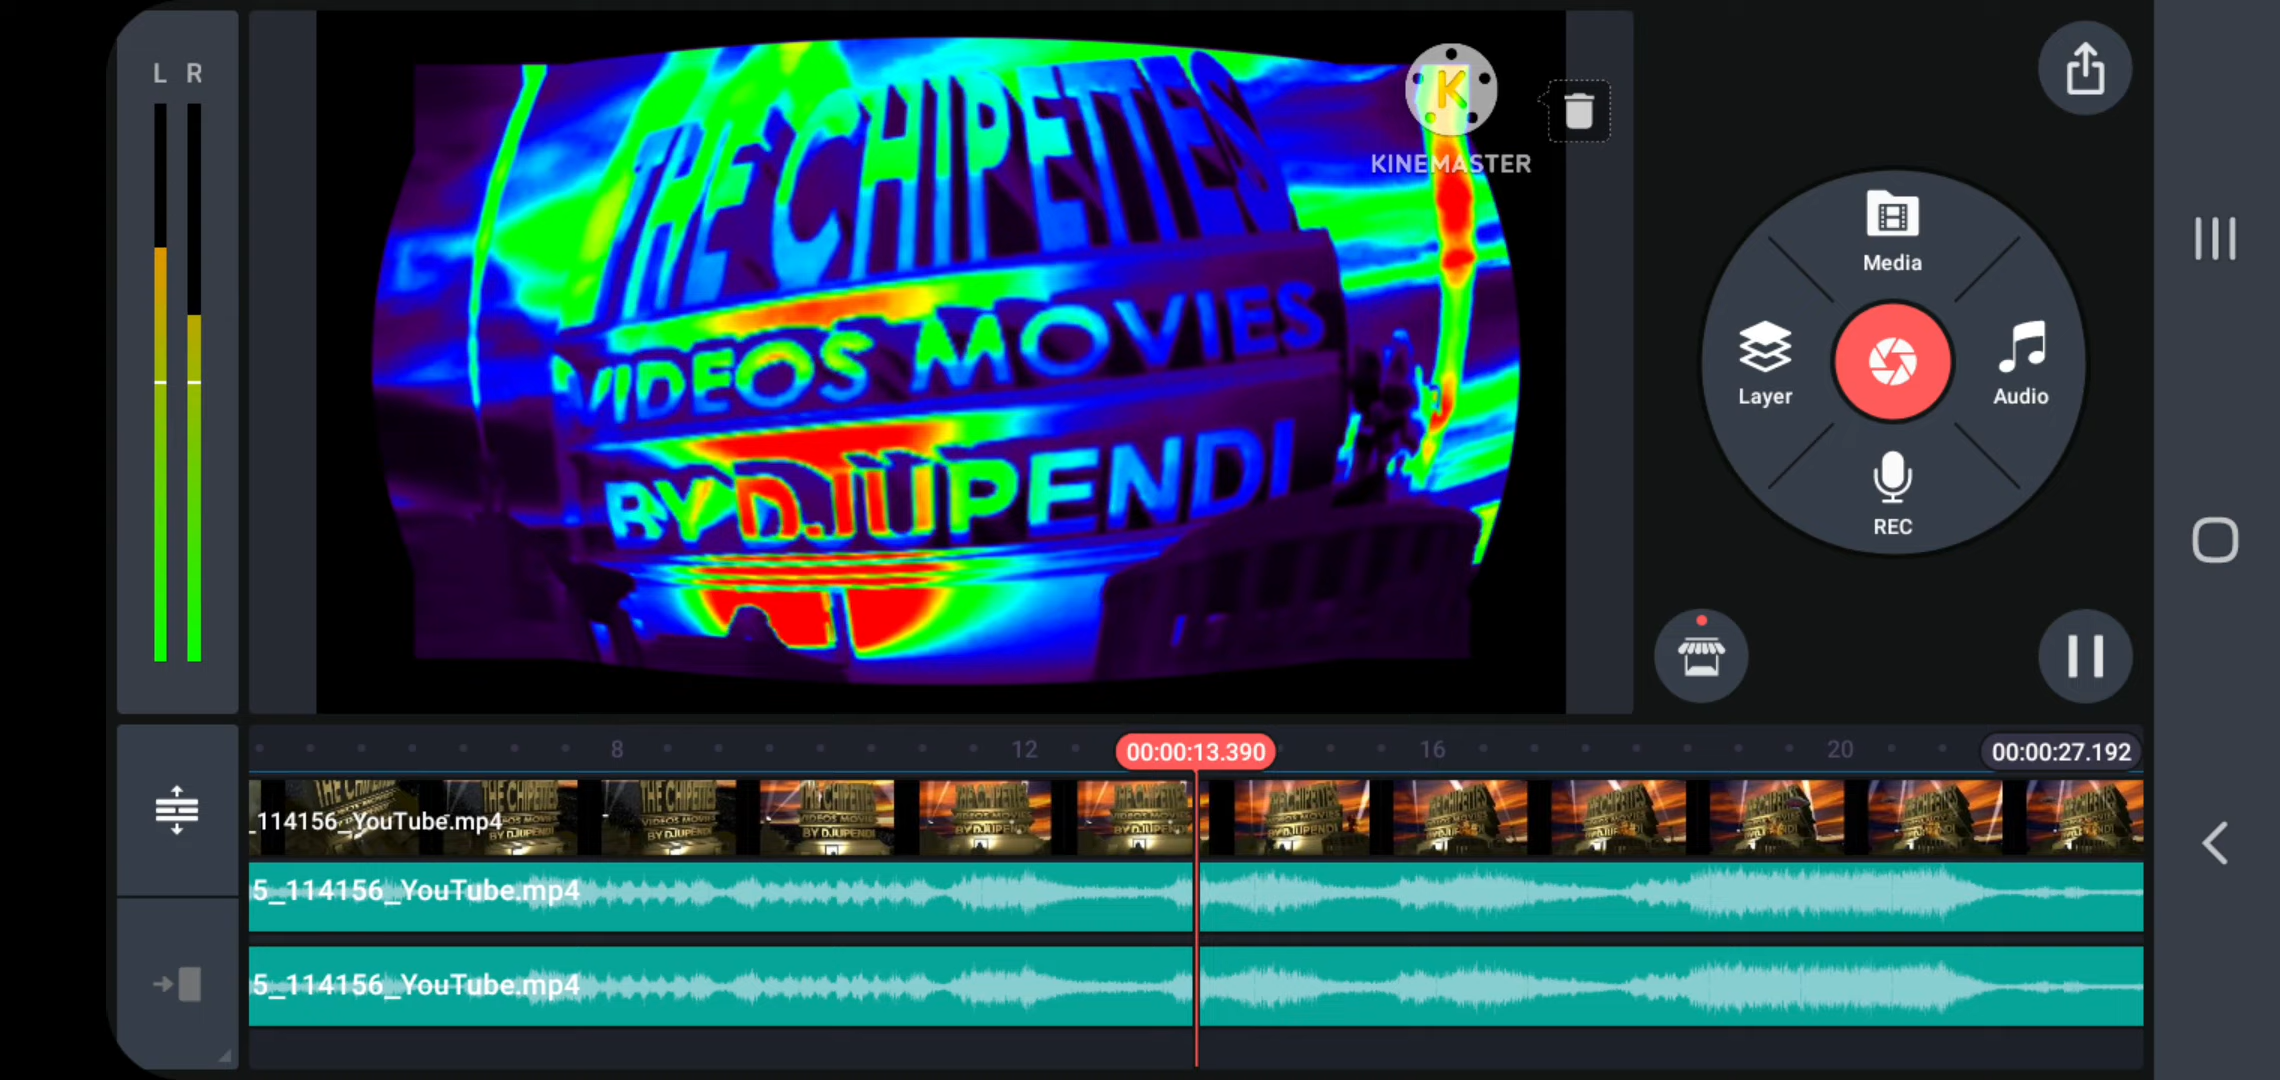 L R
THE CHIPETTES
VIDEOS MOVIES
BY DJUPENDI
K
KINEMASTER
Media
Layer
Audio
REC
8
12
00:00:13.390
16
20
00:00:27.192
_114156_YouTube.mp4
5_114156_YouTube.mp4
5_114156_YouTube.mp4